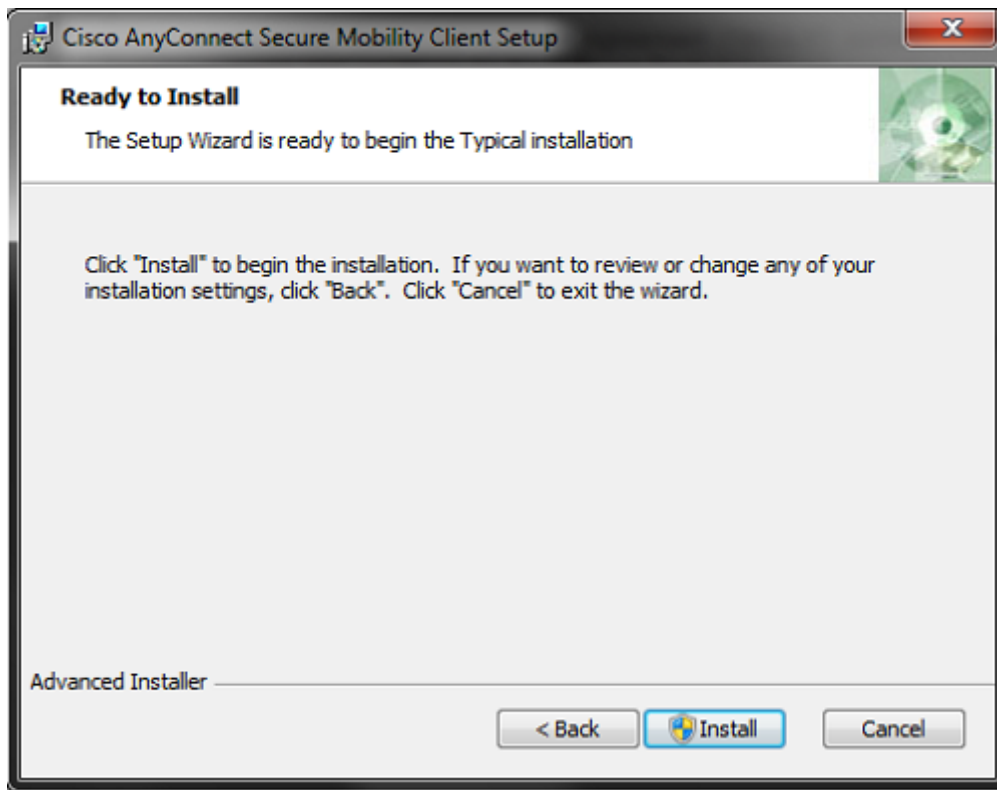 Cisco AnyConnect Secure Mobility Client Setup
Ready to Install
The Setup Wizard is ready to begin the Typical installation
Click "Install" to begin the installation.  If you want to review or change any of your
installation settings, click "Back".  Click "Cancel" to exit the wizard.
Advanced Installer
< Back Install Cancel